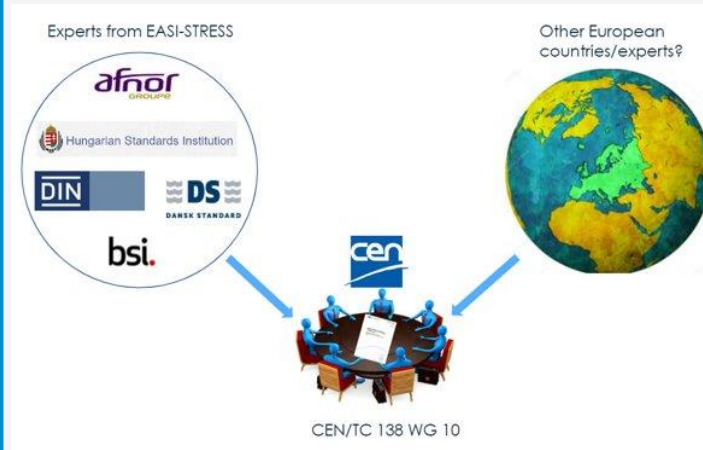 Experts from EASI-STRESS
Other European
countries/experts?
afnor
GROUPE
Hungarian Standards Institution
DIN
DS
DANSK STANDARD
bsi.
cen
CEN/TC 138 WG 10